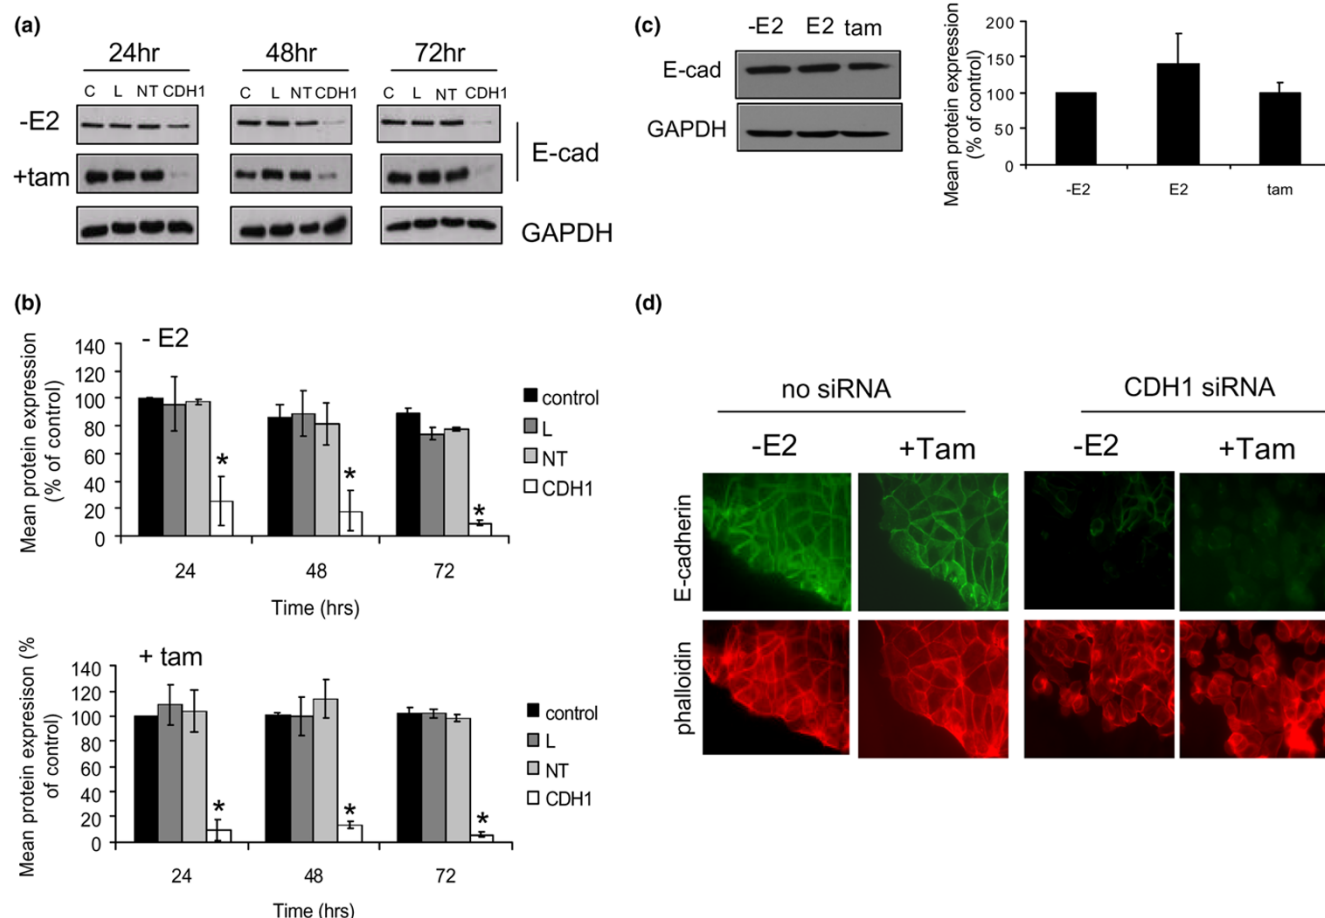 (a)
24hr 48hr 72hr
C L NT CDH1 C L NT CDH1 C L NT CDH1
-E2
E-cad
+tam
GAPDH
(c)
-E2 E2 tam
E-cad
GAPDH
Mean protein expression
(% of control)
200
150
100
50
0
-E2 E2 tam
(b)
- E2
Mean protein expression
(% of control)
140
120
100
80
60
40
20
0
* * *
24 48 72
Time (hrs)
control
L
NT
CDH1
+ tam
Mean protein expresison (%
of control)
140
120
100
80
60
40
20
0
* * *
24 48 72
Time (hrs)
control
L
NT
CDH1
(d)
no siRNA CDH1 siRNA
-E2 +Tam -E2 +Tam
E-cadherin
phalloidin